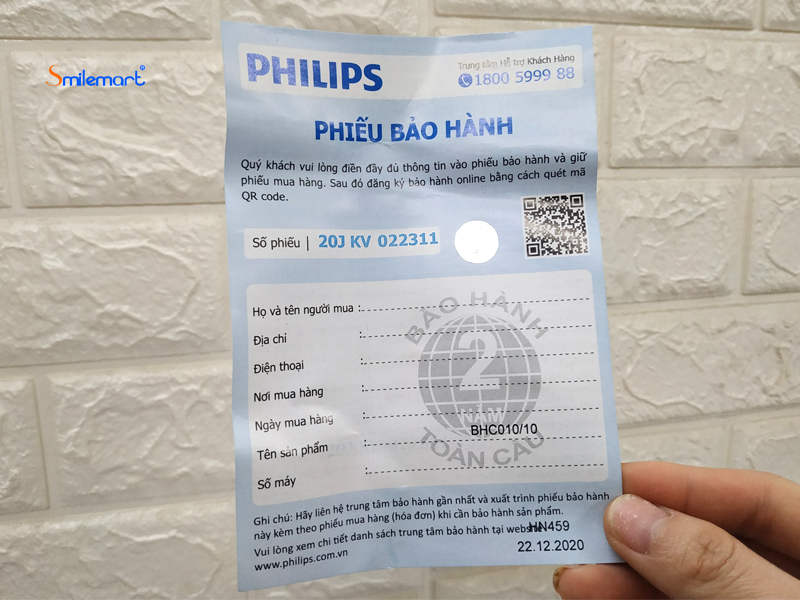 Smilemart
PHILIPS
Trung tâm Hỗ trợ Khách Hàng
1800 5999 88
PHIẾU BẢO HÀNH
Quý khách vui lòng điền đầy đủ thông tin vào phiếu bảo hành và giữ
phiếu mua hàng. Sau đó đăng ký bảo hành online bằng cách quét mã
QR code.
Số phiếu | 20J KV 022311
BẢO HÀNH
2
NĂM
TOÀN CẦU
Họ và tên người mua :
Địa chỉ :
Điện thoại :
Nơi mua hàng :
Ngày mua hàng :
Tên sản phẩm : BHC010/10
Số máy :
Ghi chú: Hãy liên hệ trung tâm bảo hành gần nhất và xuất trình phiếu bảo hành
này kèm theo phiếu mua hàng (hóa đơn) khi cần bảo hành sản phẩm.
Vui lòng xem chi tiết danh sách trung tâm bảo hành tại website
HN459
www.philips.com.vn
22.12.2020